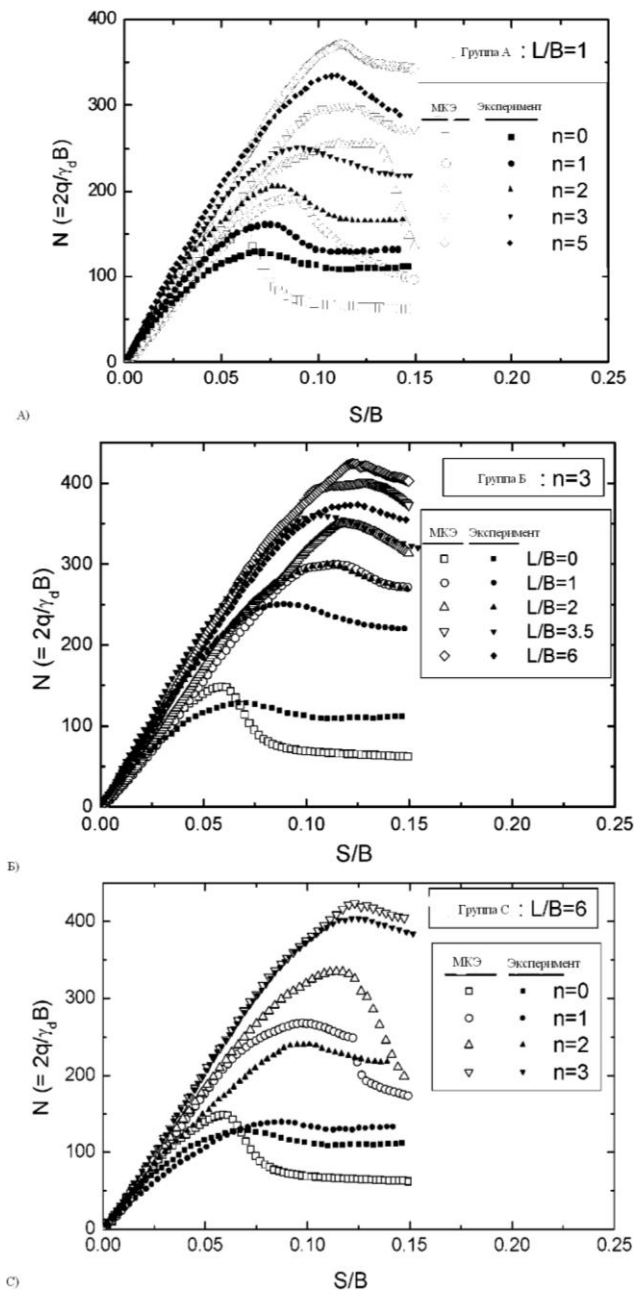 400
300
200
100
0
N (=2q/γdB)
Группа А : L/B=1
МКЭ Эксперимент
n=0
n=1
n=2
n=3
n=5
0.00 0.05 0.10 0.15 0.20 0.25
S/B
А)
400
300
200
100
0
N (= 2q/γdB)
Группа Б : n=3
МКЭ Эксперимент
L/B=0
L/B=1
L/B=2
L/B=3.5
L/B=6
0.00 0.05 0.10 0.15 0.20 0.25
S/B
Б)
400
300
200
100
0
N (= 2q/γdB)
Группа С : L/B=6
МКЭ Эксперимент
n=0
n=1
n=2
n=3
0.00 0.05 0.10 0.15 0.20 0.25
S/B
С)